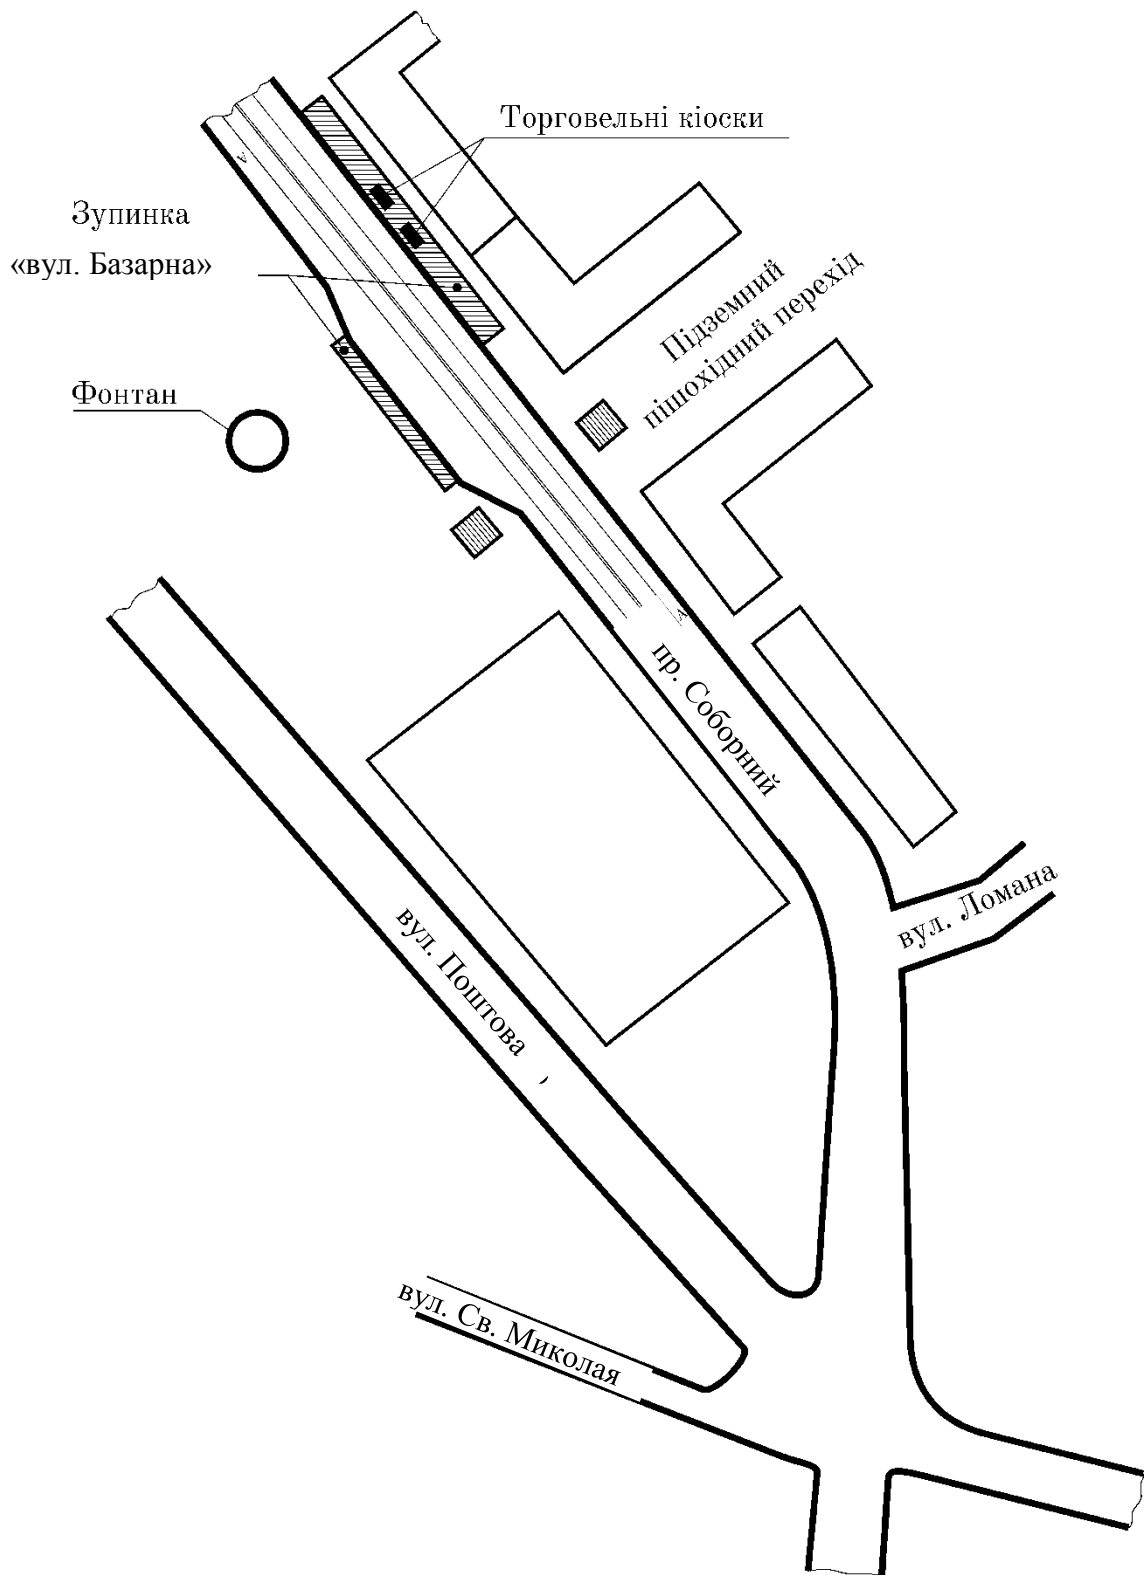 Торговельні кіоски
Зупинка
«вул. Базарна»
Підземний
пішохідний перехід
Фонтан
пр. Соборний
вул. Ломана
вул. Поштова
вул. Св. Миколая